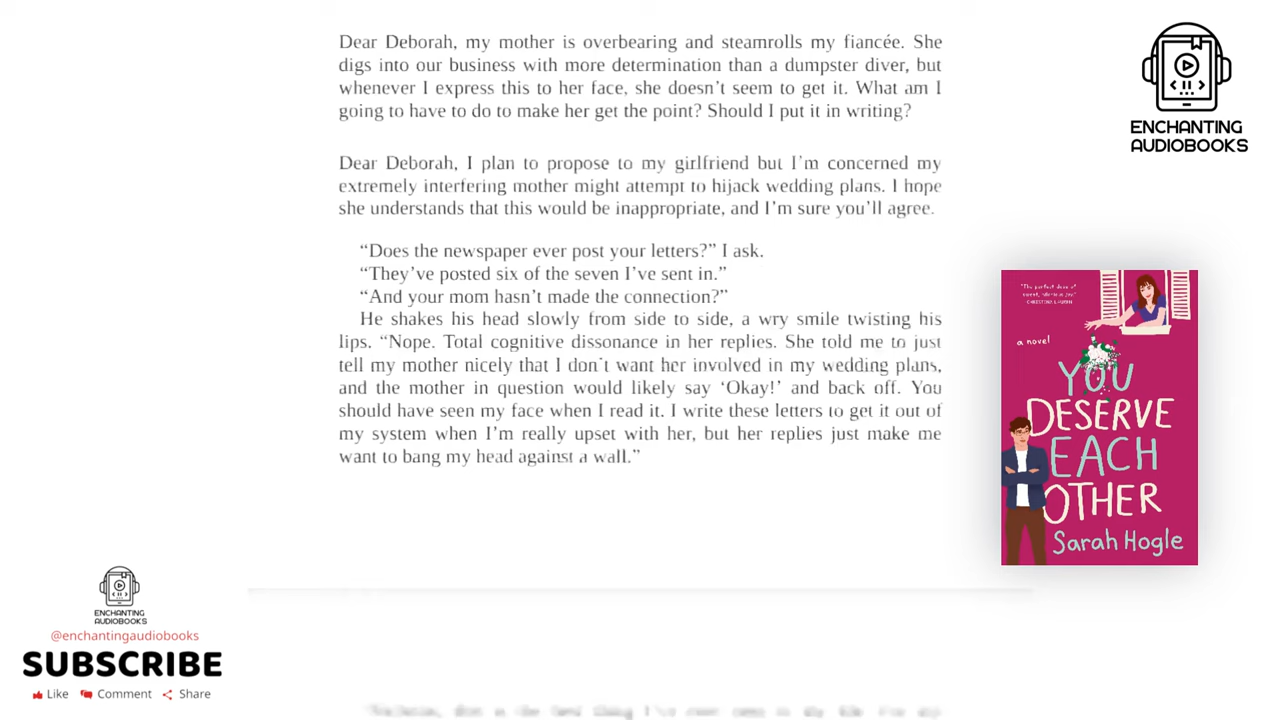 Dear Deborah, my mother is overbearing and steamrolls my fiancée. She
digs into our business with more determination than a dumpster diver, but
whenever I express this to her face, she doesn’t seem to get it. What am I
going to have to do to make her get the point? Should I put it in writing?
Dear Deborah, I plan to propose to my girlfriend but I’m concerned my
extremely interfering mother might attempt to hijack wedding plans. I hope
she understands that this would be inappropriate, and I’m sure you’ll agree.
“Does the newspaper ever post your letters?” I ask.
“They’ve posted six of the seven I’ve sent in.”
“And your mom hasn’t made the connection?”
He shakes his head slowly from side to side, a wry smile twisting his
lips. “Nope. Total cognitive dissonance in her replies. She told me to just
tell my mother nicely that I don’t want her involved in my wedding plans,
and the mother in question would likely say ‘Okay!’ and back off. You
should have seen my face when I read it. I write these letters to get it out of
my system when I’m really upset with her, but her replies just make me
want to bang my head against a wall.”
ENCHANTING
AUDIOBOOKS
a novel
YOU
DESERVE
EACH
OTHER
Sarah Hogle
ENCHANTING
AUDIOBOOKS
@enchantingaudiobooks
SUBSCRIBE
Like Comment Share